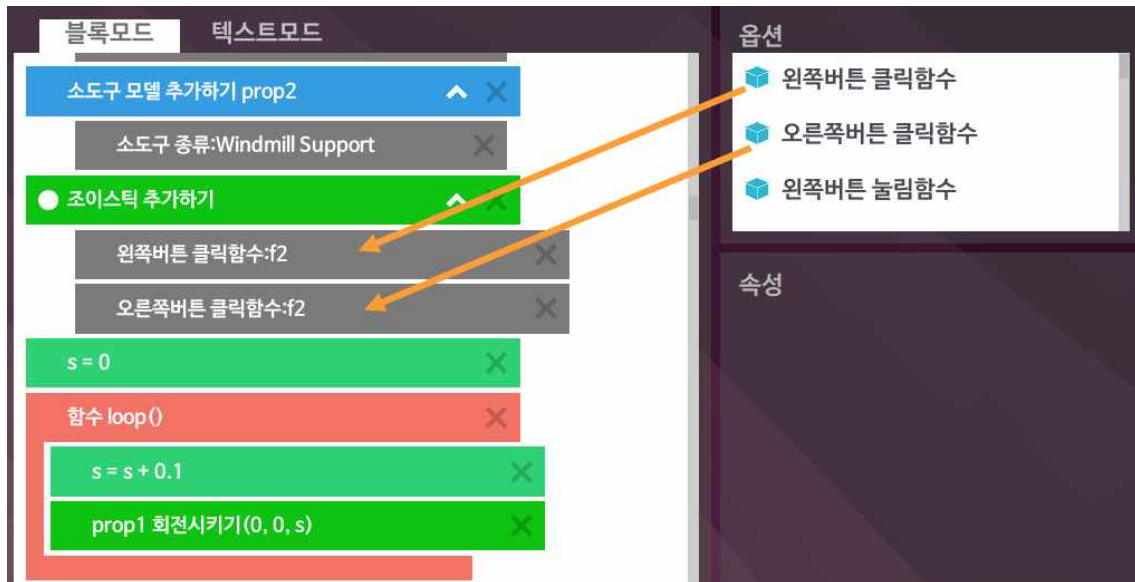 블록모드 텍스트모드
소도구 모델 추가하기 prop2
소도구 종류:Windmill Support
조이스틱 추가하기
왼쪽버튼 클릭함수:f2
오른쪽버튼 클릭함수:f2
s = 0
함수 loop()
s = s + 0.1
prop1 회전시키기(0, 0, s)
옵션
왼쪽버튼 클릭함수
오른쪽버튼 클릭함수
왼쪽버튼 눌림함수
속성